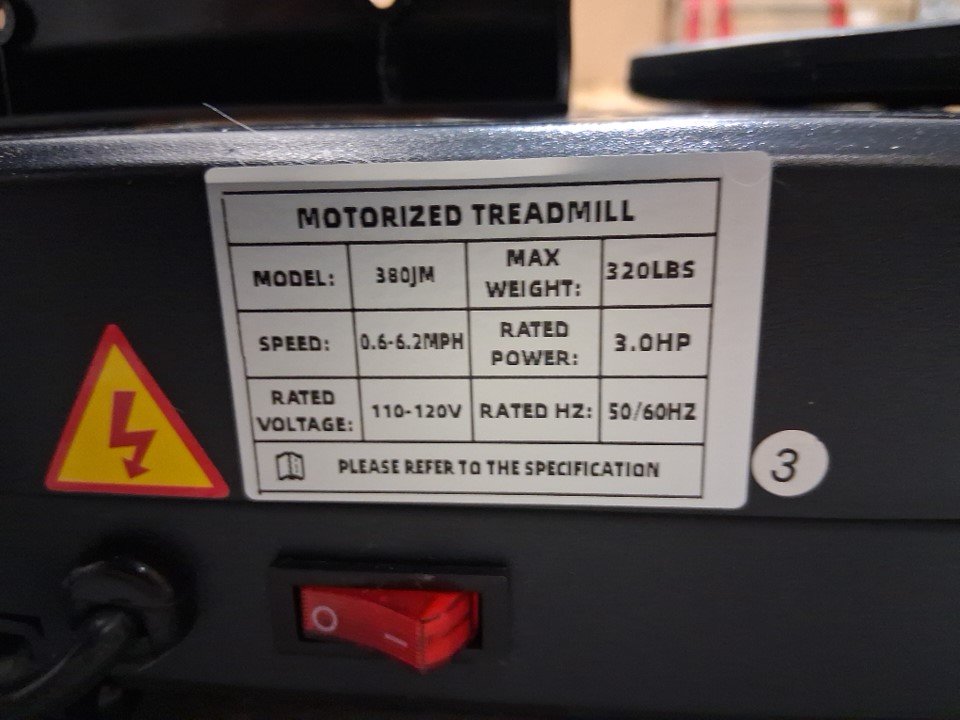 MOTORIZED TREADMILL
MODEL: 380JM MAX WEIGHT: 320LBS
SPEED: 0.6-6.2MPH RATED POWER: 3.0HP
RATED VOLTAGE: 110-120V RATED HZ: 50/60HZ
PLEASE REFER TO THE SPECIFICATION
3
O —